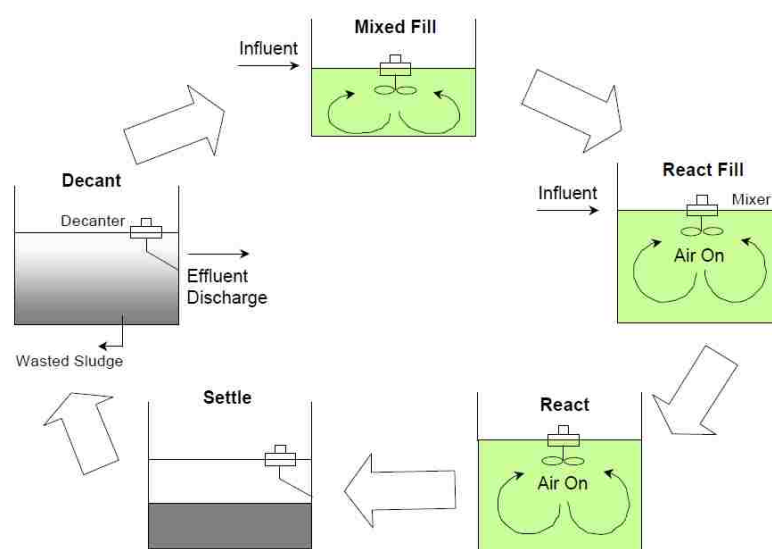 Mixed Fill
Influent
React Fill
Influent
Mixer
Air On
React
Air On
Settle
Decant
Decanter
Effluent
Discharge
Wasted Sludge